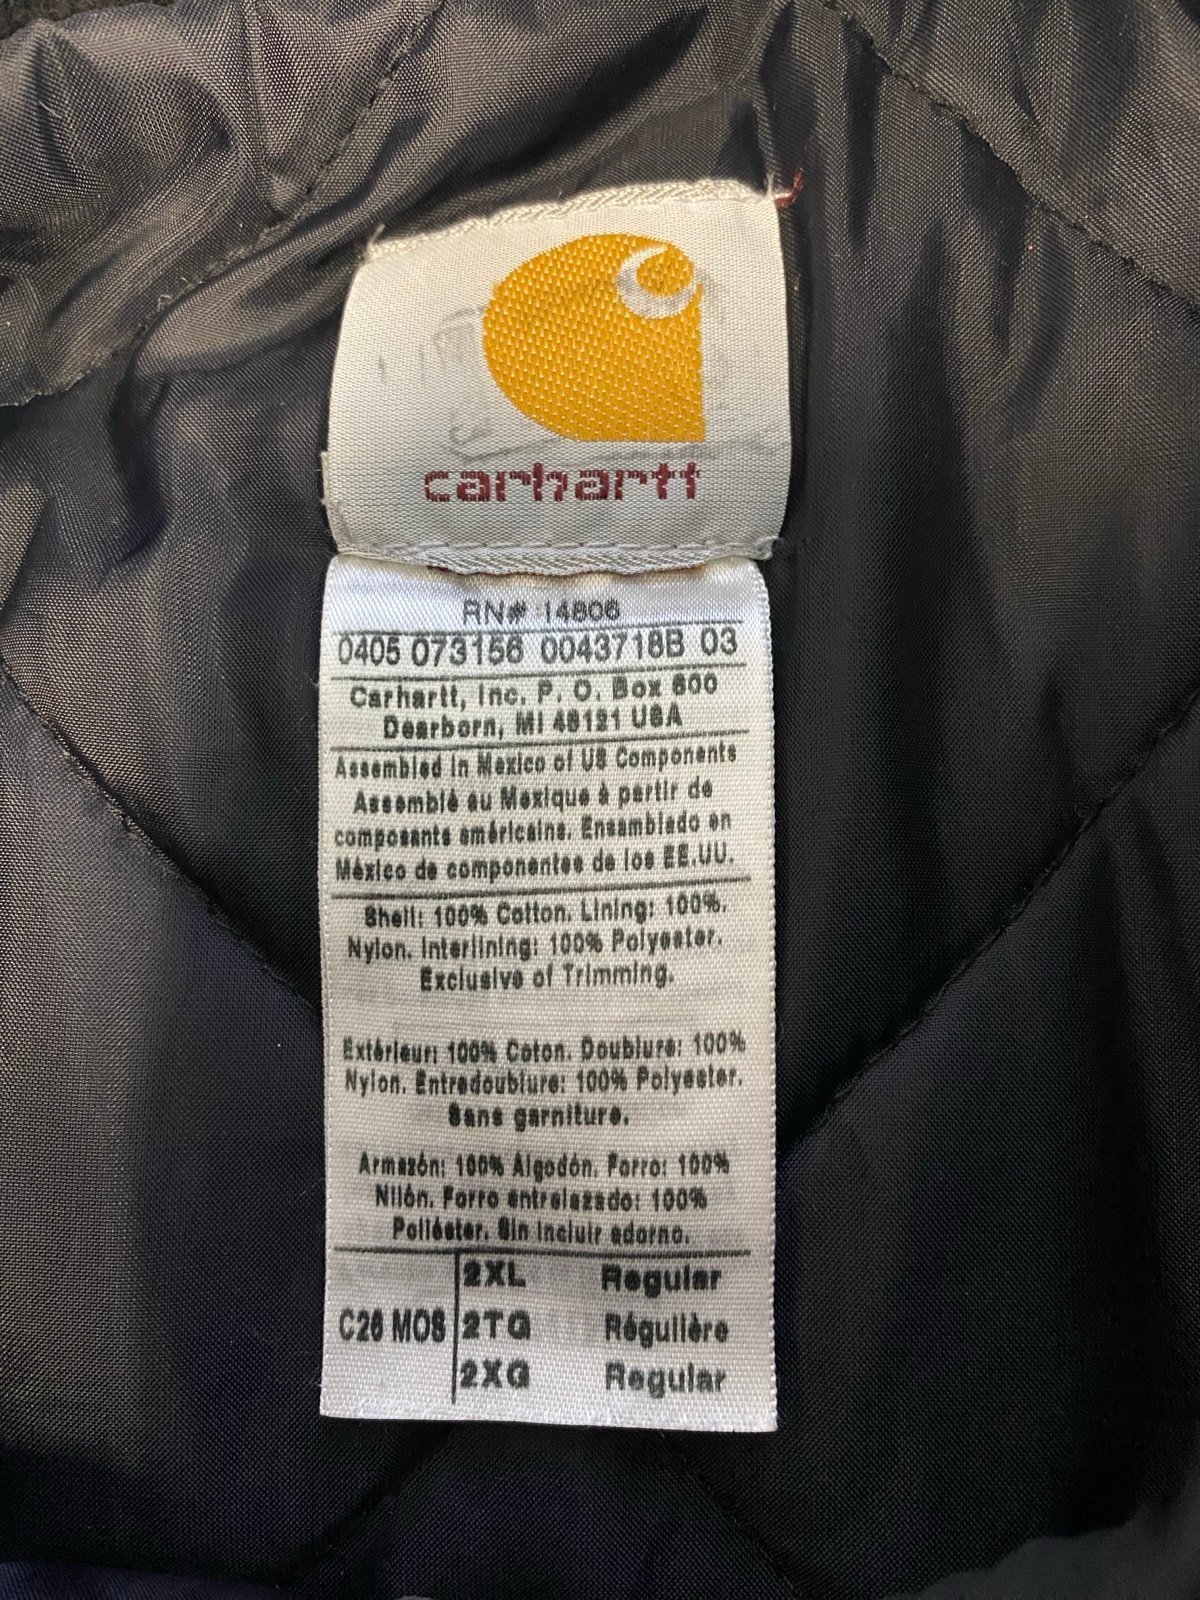 carhartt
RN# 14806
0405 073156 0043718B 03
Carhartt, Inc. P. O. Box 600
Dearborn, MI 48121 USA
Assembled in Mexico of US Components
Assemblé au Mexique à partir de
composants américains. Ensamblado en
México de componentes de los EE.UU.
Shell: 100% Cotton. Lining: 100%.
Nylon. Interlining: 100% Polyester.
Exclusive of Trimming.
Extérieur: 100% Coton. Doublure: 100%
Nylon. Entredoublure: 100% Polyester.
Sans garniture.
Armazón: 100% Algodón. Forro: 100%
Nilón. Forro entrelazado: 100%
Poliéster. Sin incluir adorno.
2XL Regular
C26 MOS 2TG Régulière
2XG Regular